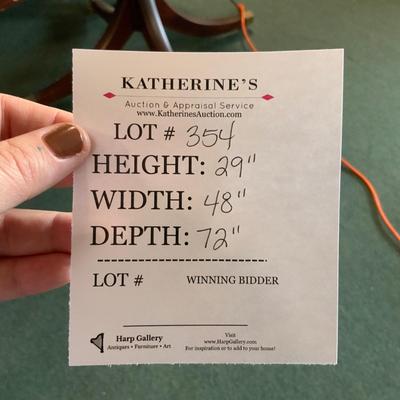 KATHERINE'S
Auction & Appraisal Service
www.KatherinesAuction.com
LOT # 354
HEIGHT: 29"
WIDTH: 48"
DEPTH: 72"
LOT # WINNING BIDDER
Harp Gallery
Antiques • Furniture • Art
Visit
www.HarpGallery.com
For inspiration or to add to your home!